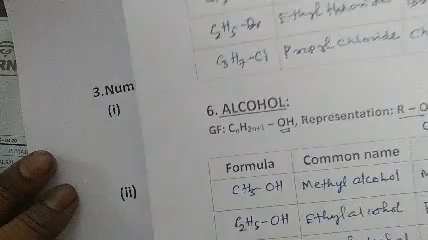 C2H5-Br Ethyl
C3H7-Cl Propyl chloride Ch
3.Num
(i)
6. ALCOHOL:
GF: CnH2n+1 – OH, Representation: R – O
Formula Common name
CH3-OH Methyl alcohol M
(ii)
C2H5-OH Ethyl alcohol